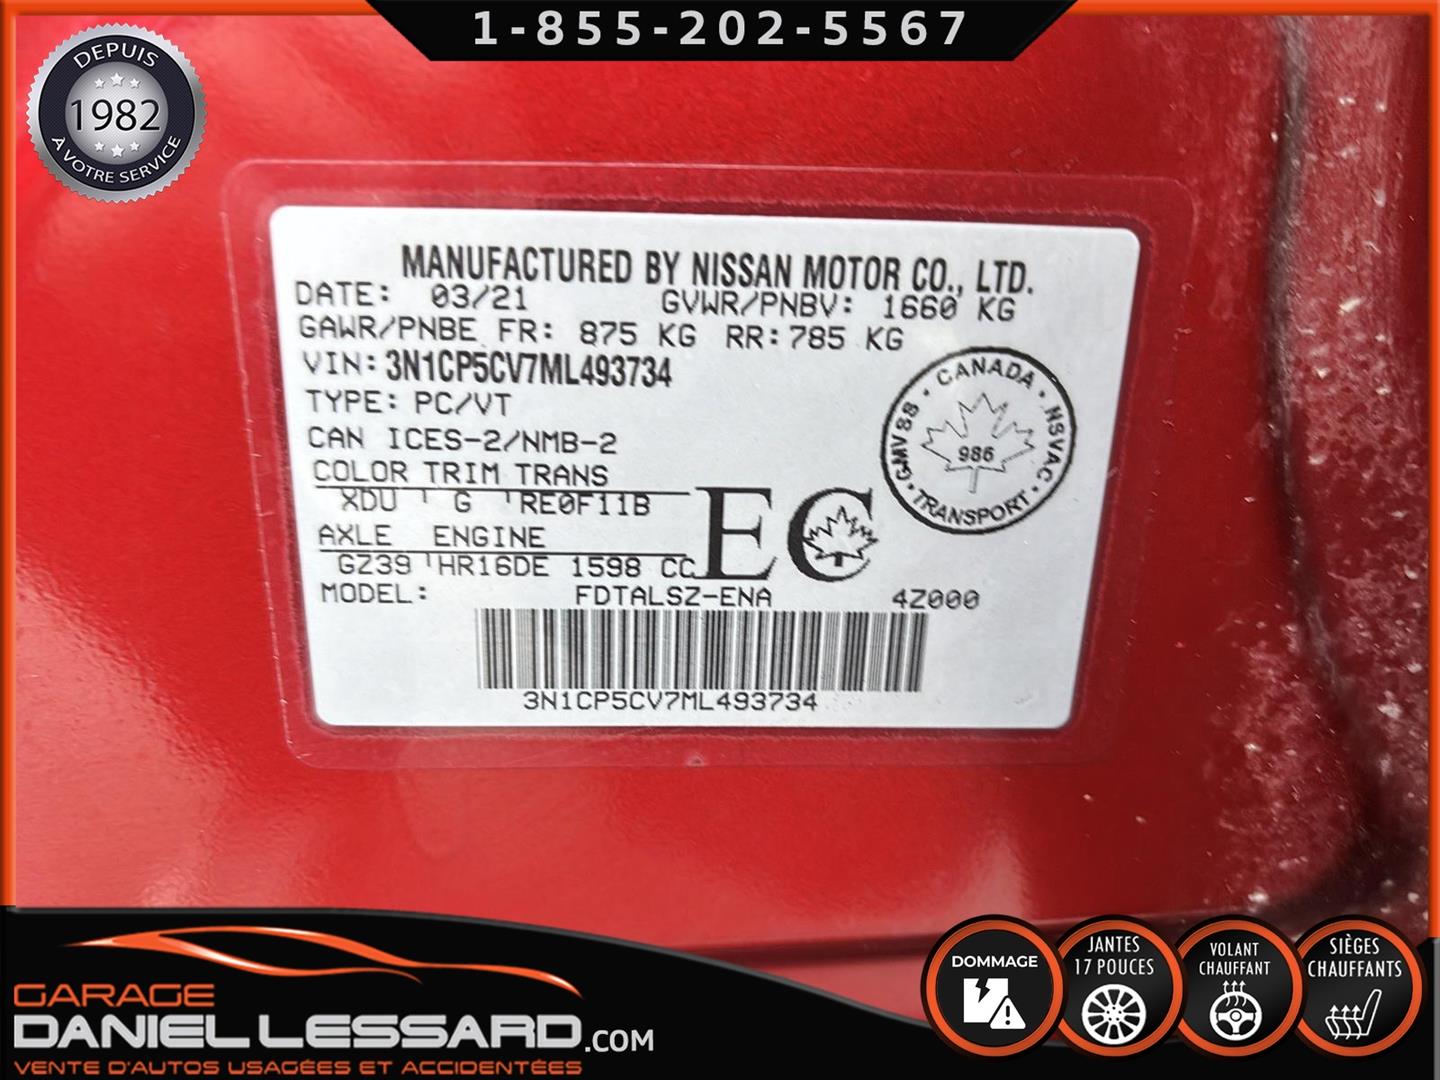 1-855-202-5567
DEPUIS
1982
À VOTRE SERVICE
MANUFACTURED BY NISSAN MOTOR CO., LTD.
DATE: 03/21 GVWR/PNBV: 1660 KG
GAWR/PNBE FR: 875 KG RR:785 KG
VIN: 3N1CP5CV7ML493734
TYPE: PC/VT
CAN ICES-2/NMB-2
COLOR TRIM TRANS
XDU G RE0F11B
AXLE ENGINE
GZ39 HR16DE 1598 CC
EC
MODEL: FDTALSZ-ENA 4Z000
3N1CP5CV7ML493734
CANADA
CMVSS · NSVAC
986
TRANSPORT
DOMMAGE
JANTES
17 POUCES
VOLANT
CHAUFFANT
SIÈGES
CHAUFFANTS
GARAGE
DANIEL LESSARD.COM
VENTE D'AUTOS USAGÉES ET ACCIDENTÉES